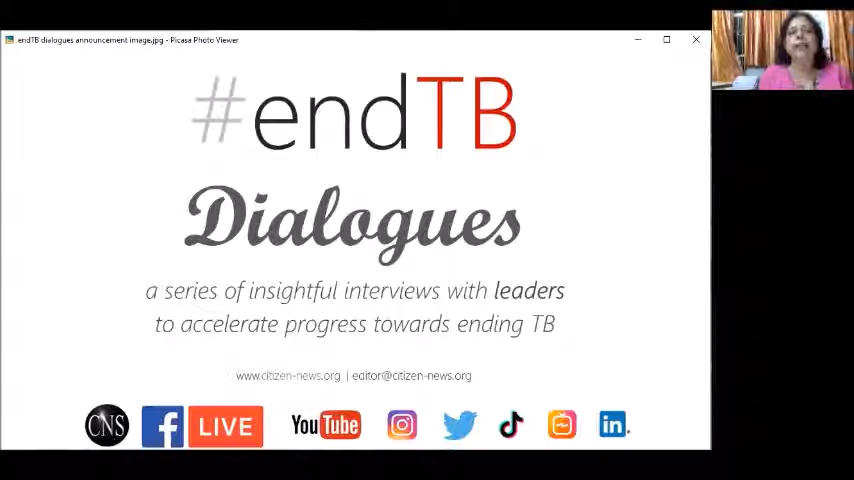 endTB dialogues announcement image.jpg - Picasa Photo Viewer
#endTB
Dialogues
a series of insightful interviews with leaders
to accelerate progress towards ending TB
www.citizen-news.org | editor@citizen-news.org
CNS f LIVE YouTube in